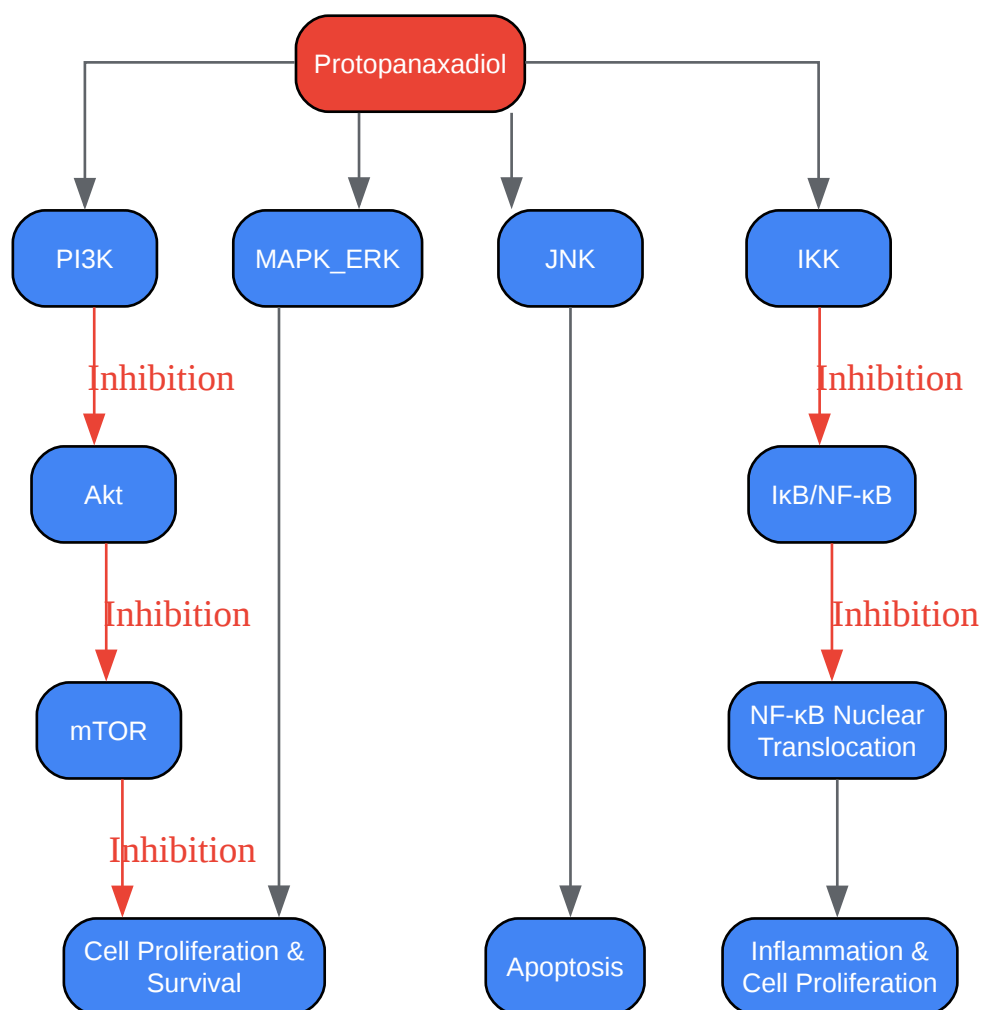 Protopanaxadiol
PI3K
MAPK_ERK
JNK
IKK
Inhibition
Inhibition
Akt
IκB/NF-κB
Inhibition
Inhibition
mTOR
NF-κB Nuclear
Translocation
Inhibition
Cell Proliferation &
Survival
Apoptosis
Inflammation &
Cell Proliferation